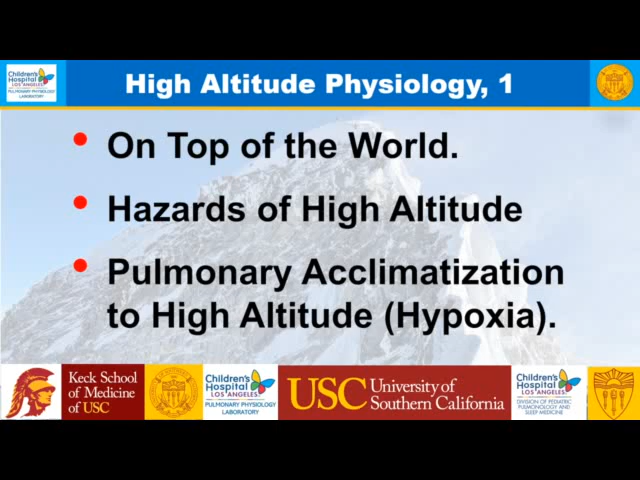 Children's
Hospital
LOS ANGELES
PULMONARY PHYSIOLOGY
LABORATORY
High Altitude Physiology, 1
• On Top of the World.
• Hazards of High Altitude
• Pulmonary Acclimatization
to High Altitude (Hypoxia).
Keck School
of Medicine
of USC
Children's
Hospital
LOS ANGELES
PULMONARY PHYSIOLOGY
LABORATORY
USC University of
Southern California
Children's
Hospital
LOS ANGELES
DIVISION OF PEDIATRIC
PULMONOLOGY AND
SLEEP MEDICINE